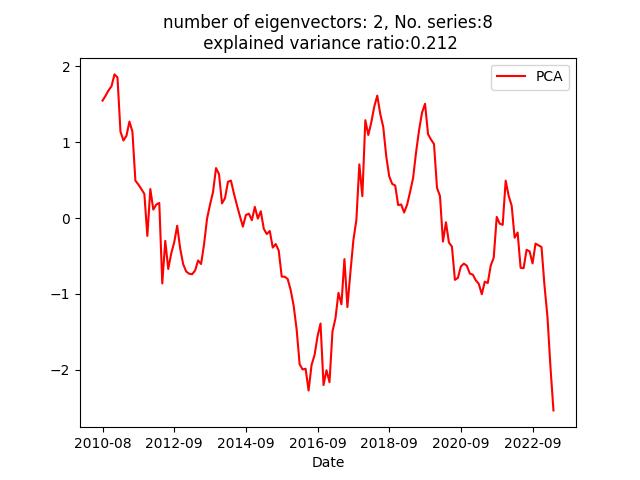 number of eigenvectors: 2, No. series:8
explained variance ratio:0.212
PCA
2
1
0
−1
−2
2010-08 2012-09 2014-09 2016-09 2018-09 2020-09 2022-09
Date